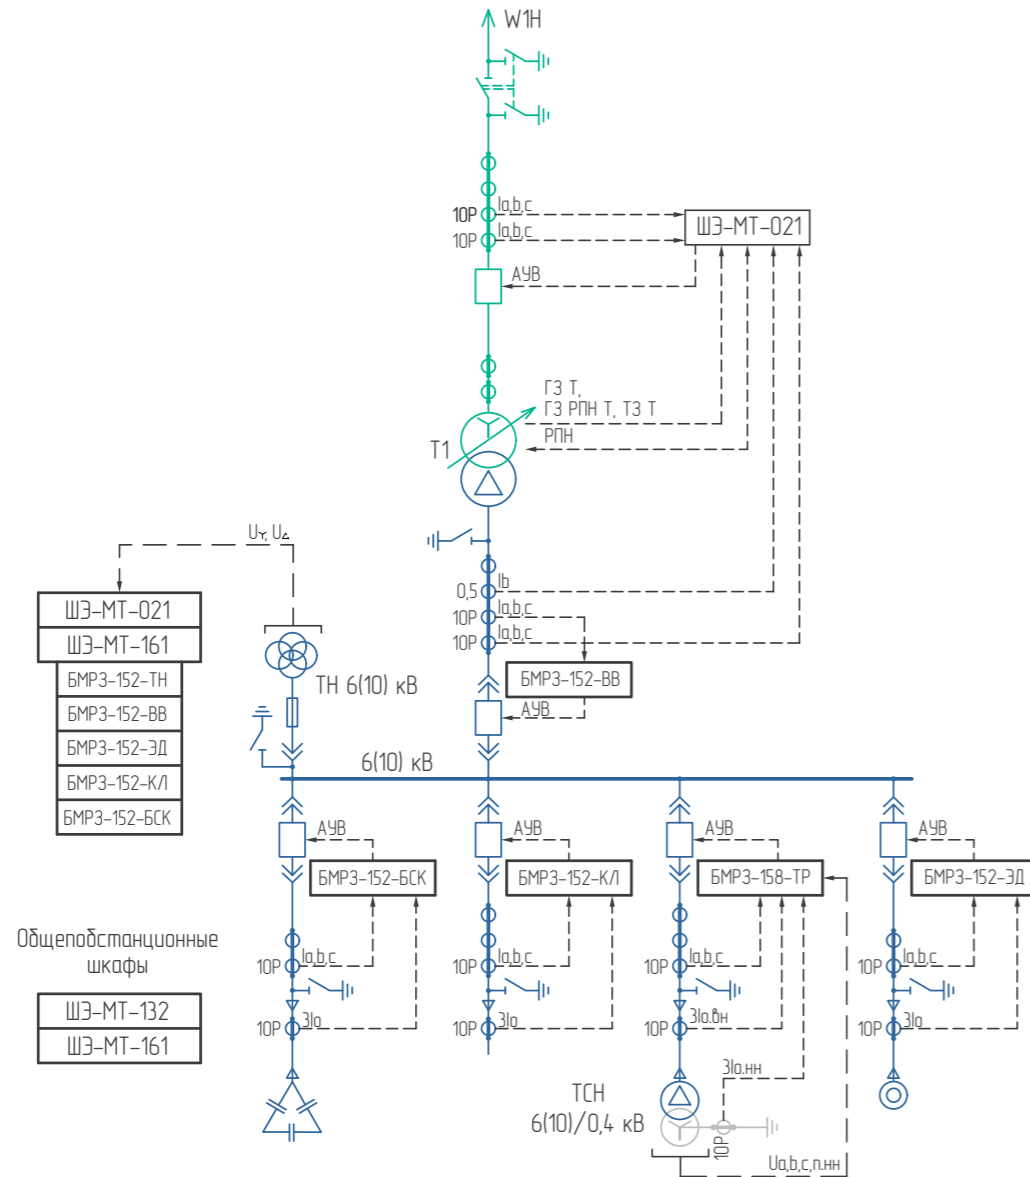 W1Н
10Р
Ia,b,c
10Р
Ia,b,c
ШЭ-МТ-021
АУВ
ГЗ Т,
ГЗ РПН Т, ТЗ Т
РПН
Т1
UY, UΔ
0,5
Ib
10Р
Ia,b,c
10Р
Ia,b,c
ШЭ-МТ-021
ШЭ-МТ-161
БМРЗ-152-ТН
БМРЗ-152-ВВ
БМРЗ-152-ЭД
БМРЗ-152-КЛ
БМРЗ-152-БСК
ТН 6(10) кВ
БМРЗ-152-ВВ
АУВ
6(10) кВ
АУВ
АУВ
АУВ
АУВ
БМРЗ-152-БСК
БМРЗ-152-КЛ
БМРЗ-158-ТР
БМРЗ-152-ЭД
Общеподстанционные
шкафы
ШЭ-МТ-132
ШЭ-МТ-161
10Р
Ia,b,c
10Р
Ia,b,c
10Р
Ia,b,c
10Р
Ia,b,c
10Р
3Io
10Р
3Io
10Р
3Io.вн
10Р
3Io
3Io.нн
ТСН
6(10)/0,4 кВ
10Р
Ua,b,c,n.нн